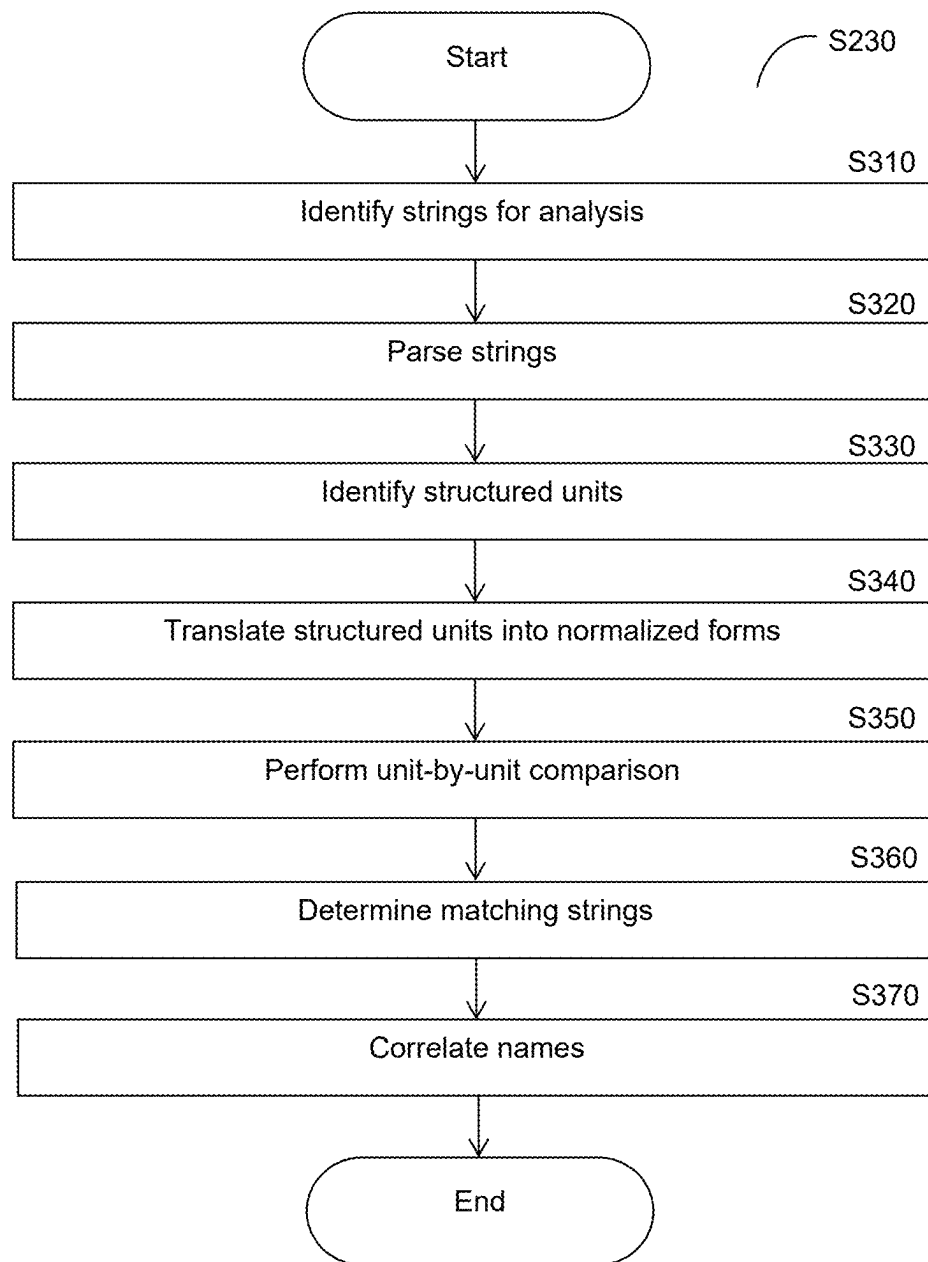 Start
S230
S310
Identify strings for analysis
S320
Parse strings
S330
Identify structured units
S340
Translate structured units into normalized forms
S350
Perform unit-by-unit comparison
S360
Determine matching strings
S370
Correlate names
End